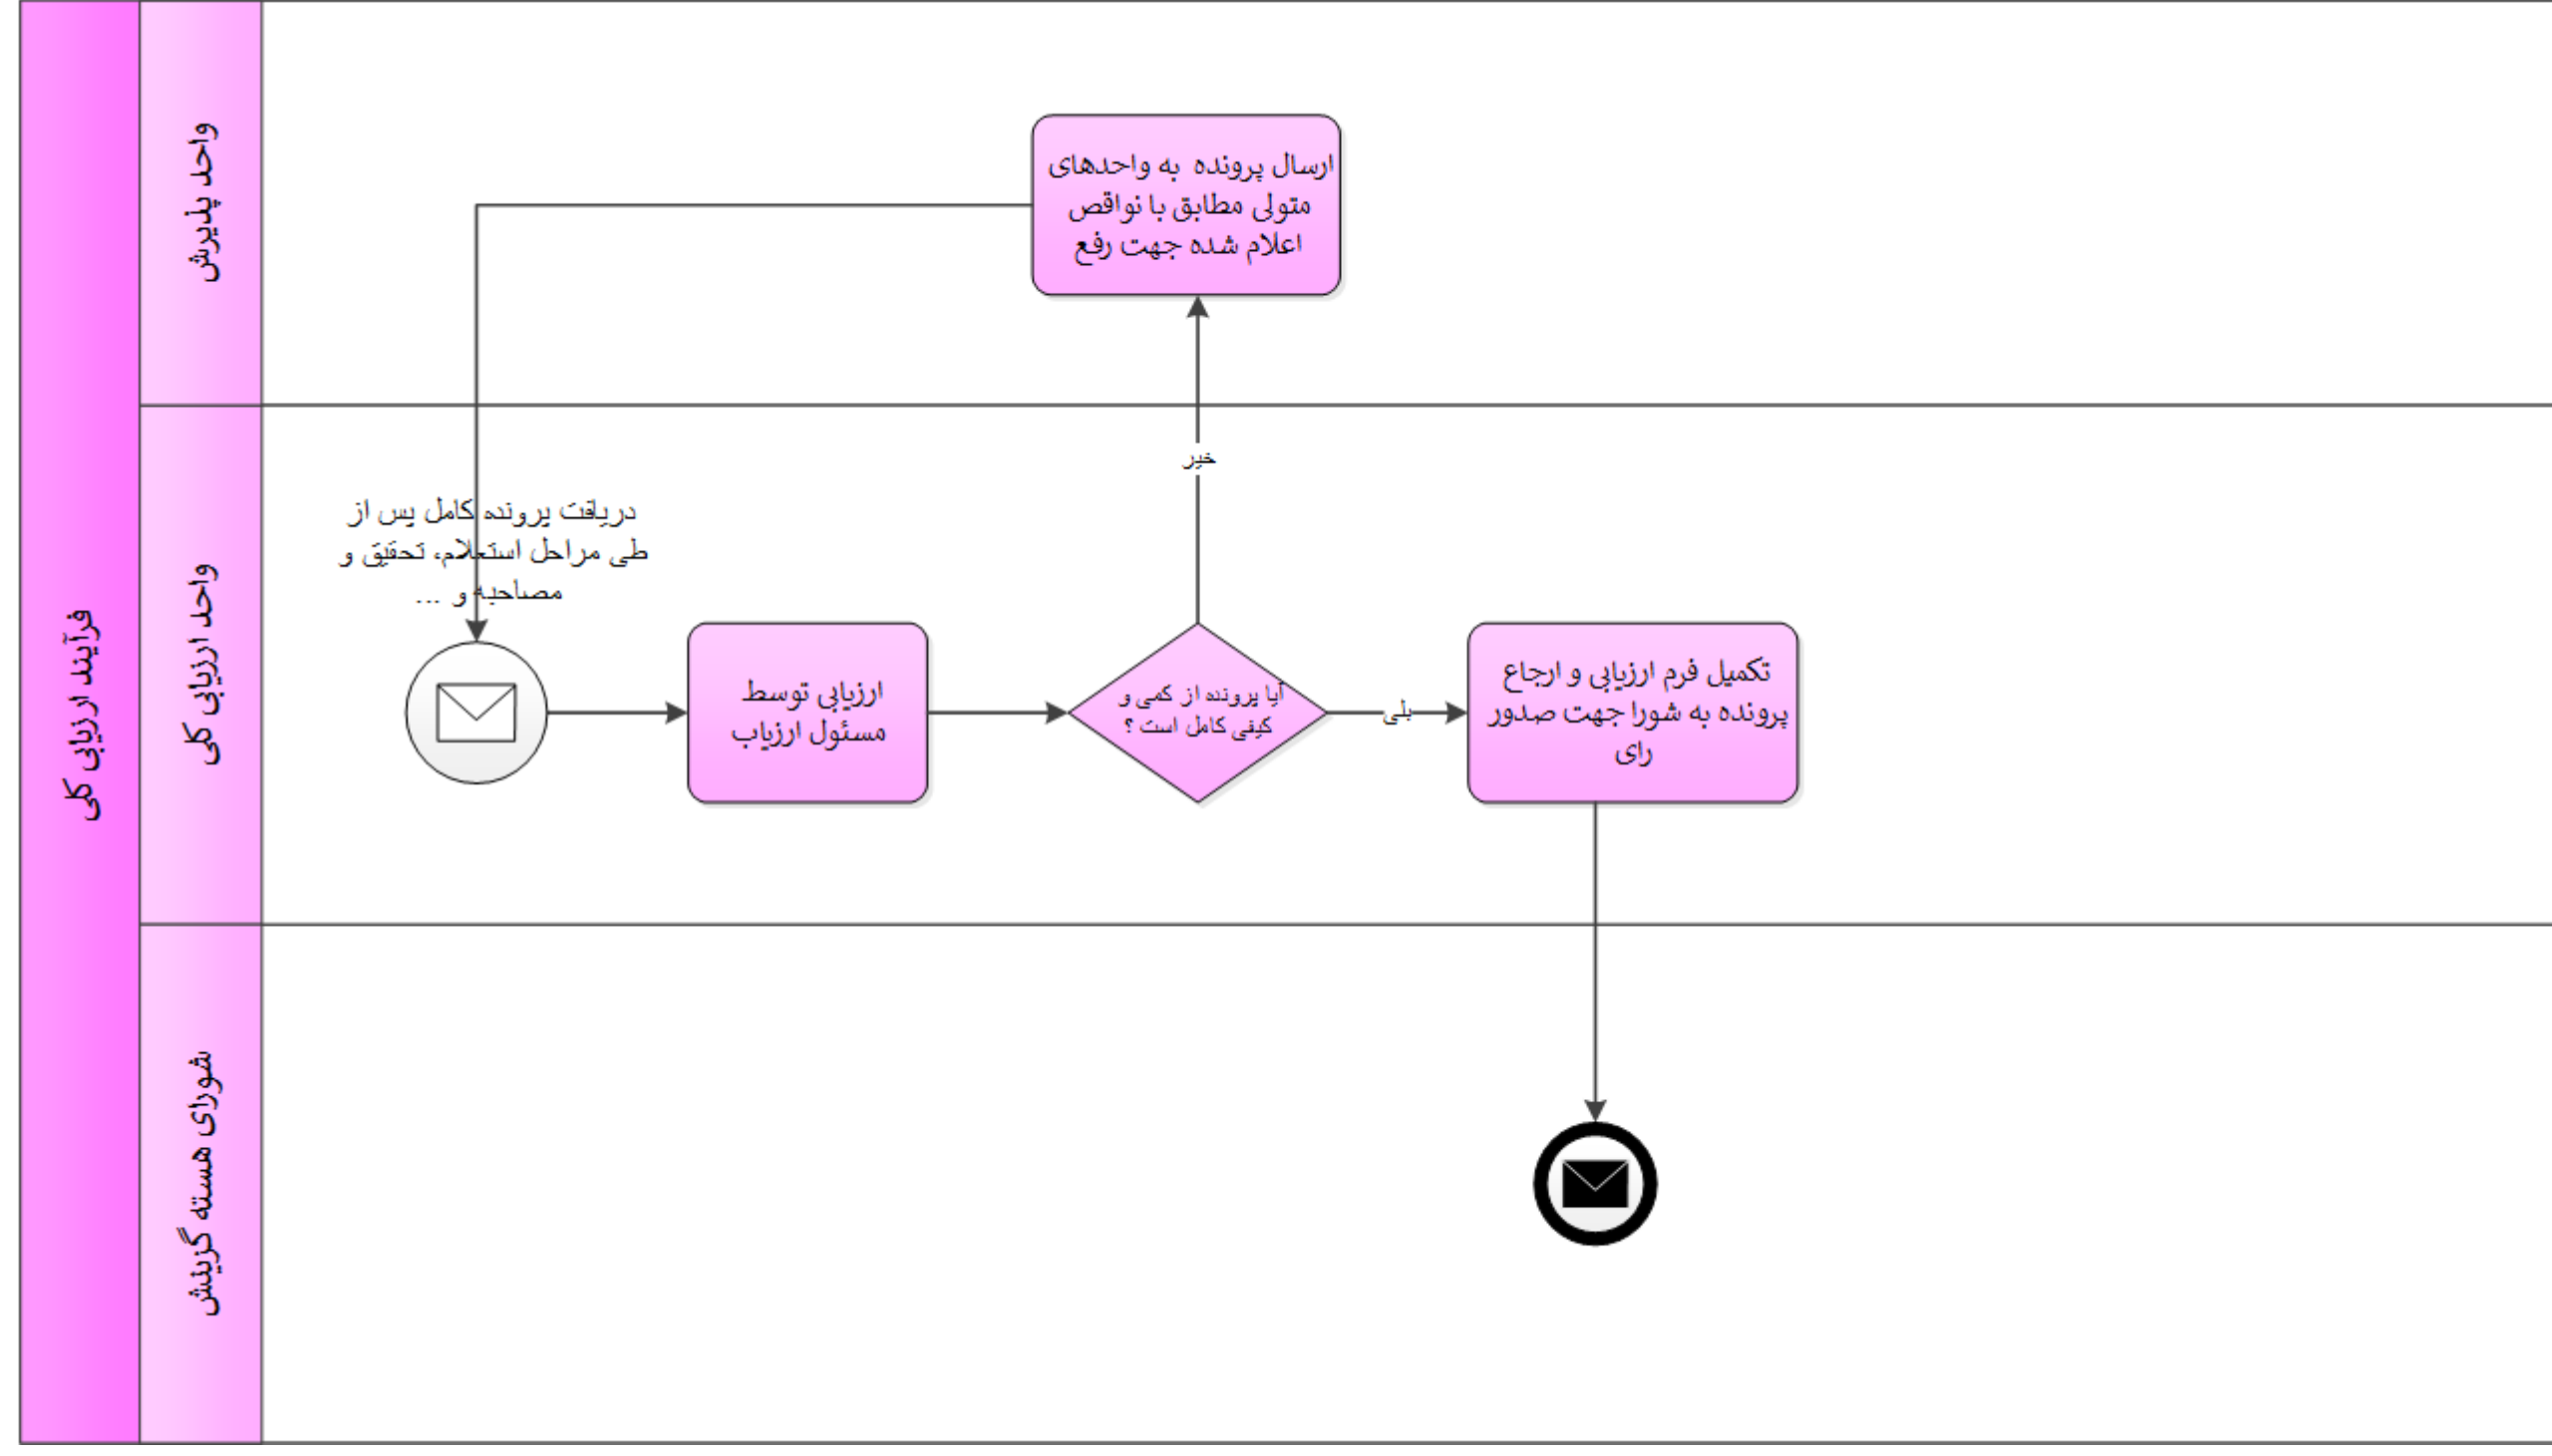 فرآیند ارزیابی کلی
واحد پذیرش
ارسال پرونده به واحدهای
متولی مطابق با نواقص
اعلام شده جهت رفع
واحد ارزیابی کلی
خیر
دریافت پرونده کامل پس از
طی مراحل استعلام، تحقیق و
مصاحبه و ...
ارزیابی توسط
مسئول ارزیاب
آیا پرونده از کمی و
کیفی کامل است ؟
بلی
تکمیل فرم ارزیابی و ارجاع
پرونده به شورا جهت صدور
رای
شورای هسته گزینش